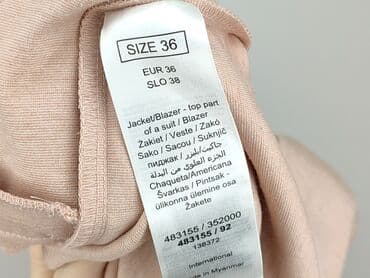 SIZE 36
EUR 36
SLO 38
Jacket/Blazer - top part
of a suit / Blazer
Żakiet / Veste / Zakó
Sako / Sacou / Suknjič
пиджак / جاكيت/بليزر
الجزء العلوي من البدلة
Chaqueta/Americana
Švarkas / Pintsak -
ülikonna ülemine osa
Žakete
483155 / 352000
483155 / 92
138372
International
Made in Myanmar